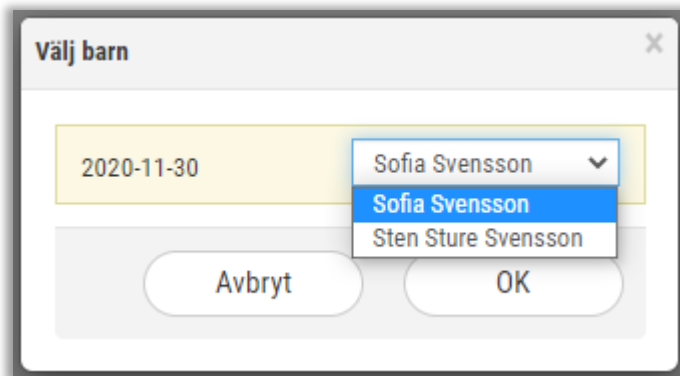 Välj barn ×
2020-11-30 Sofia Svensson
Sofia Svensson
Sten Sture Svensson
Avbryt OK